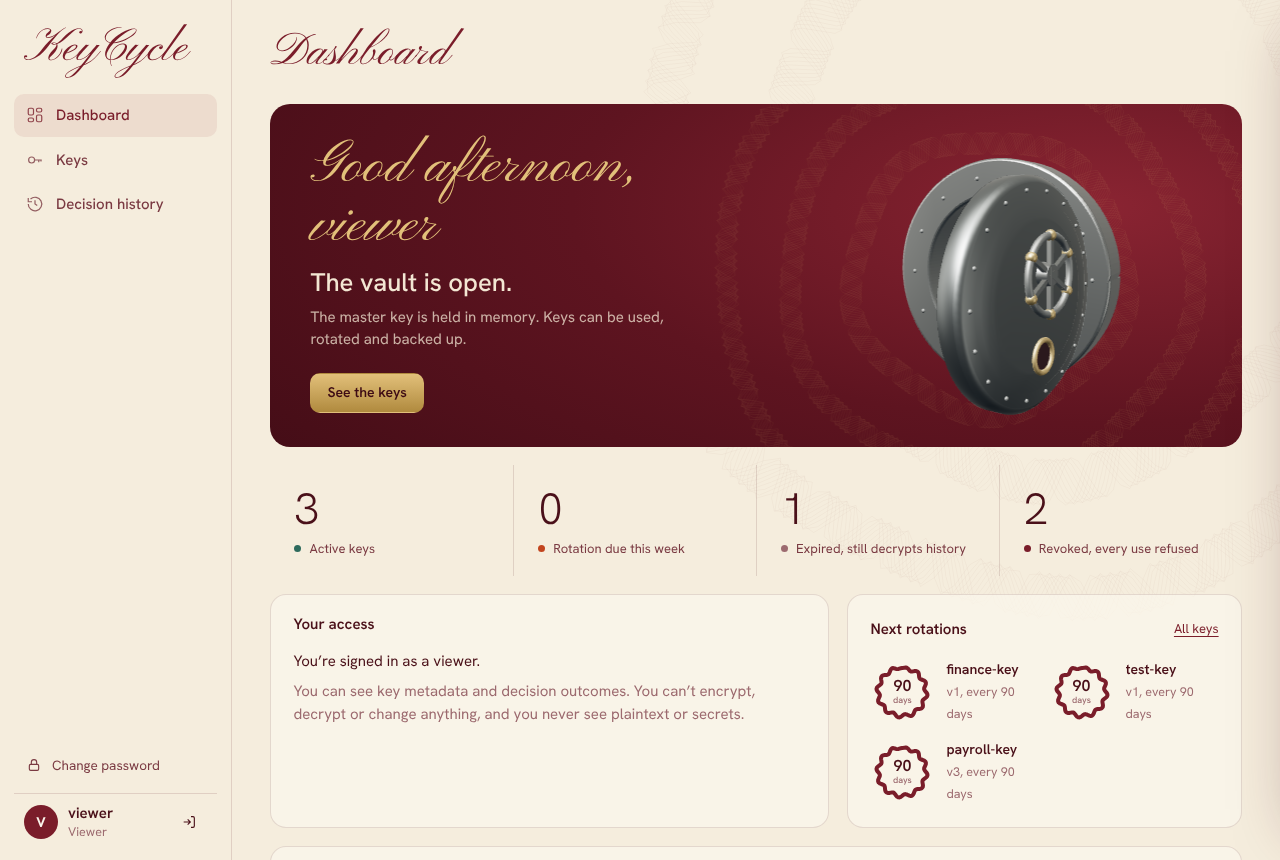 KeyCycle
Dashboard
Keys
Decision history
Change password
V
viewer
Viewer
Dashboard
Good afternoon,
viewer
The vault is open.
The master key is held in memory. Keys can be used,
rotated and backed up.
See the keys
3
Active keys
0
Rotation due this week
1
Expired, still decrypts history
2
Revoked, every use refused
Your access
You’re signed in as a viewer.
You can see key metadata and decision outcomes. You can’t encrypt,
decrypt or change anything, and you never see plaintext or secrets.
Next rotations
All keys
90
days
finance-key
v1, every 90
days
90
days
test-key
v1, every 90
days
90
days
payroll-key
v3, every 90
days